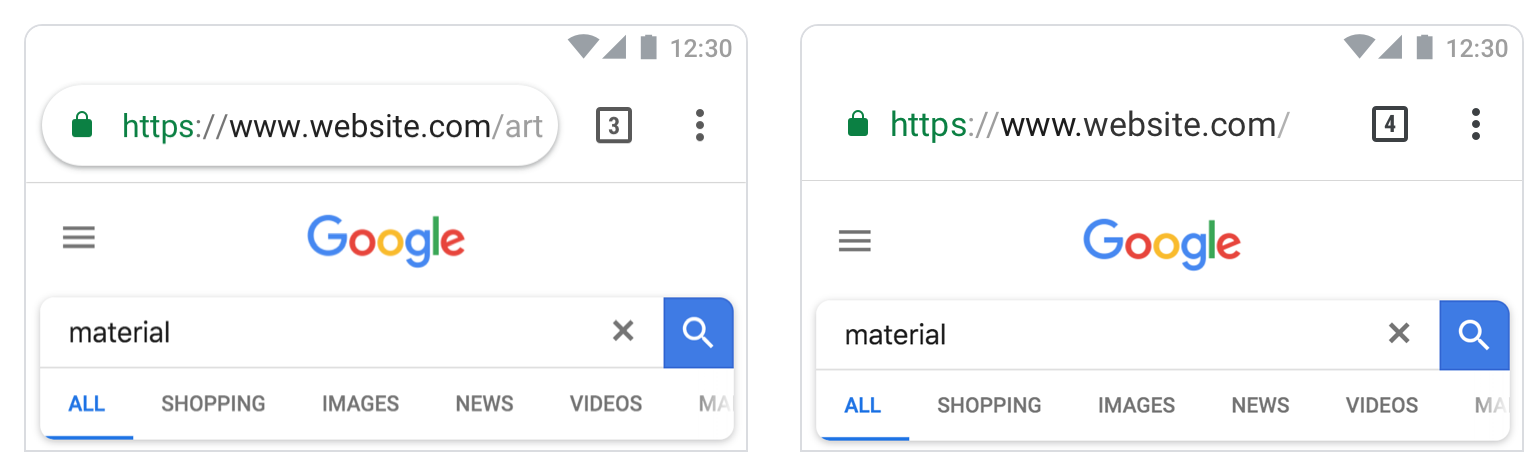 12:30
https://www.website.com/art
3
Google
material
ALL SHOPPING IMAGES NEWS VIDEOS MA
12:30
https://www.website.com/
4
Google
material
ALL SHOPPING IMAGES NEWS VIDEOS MA